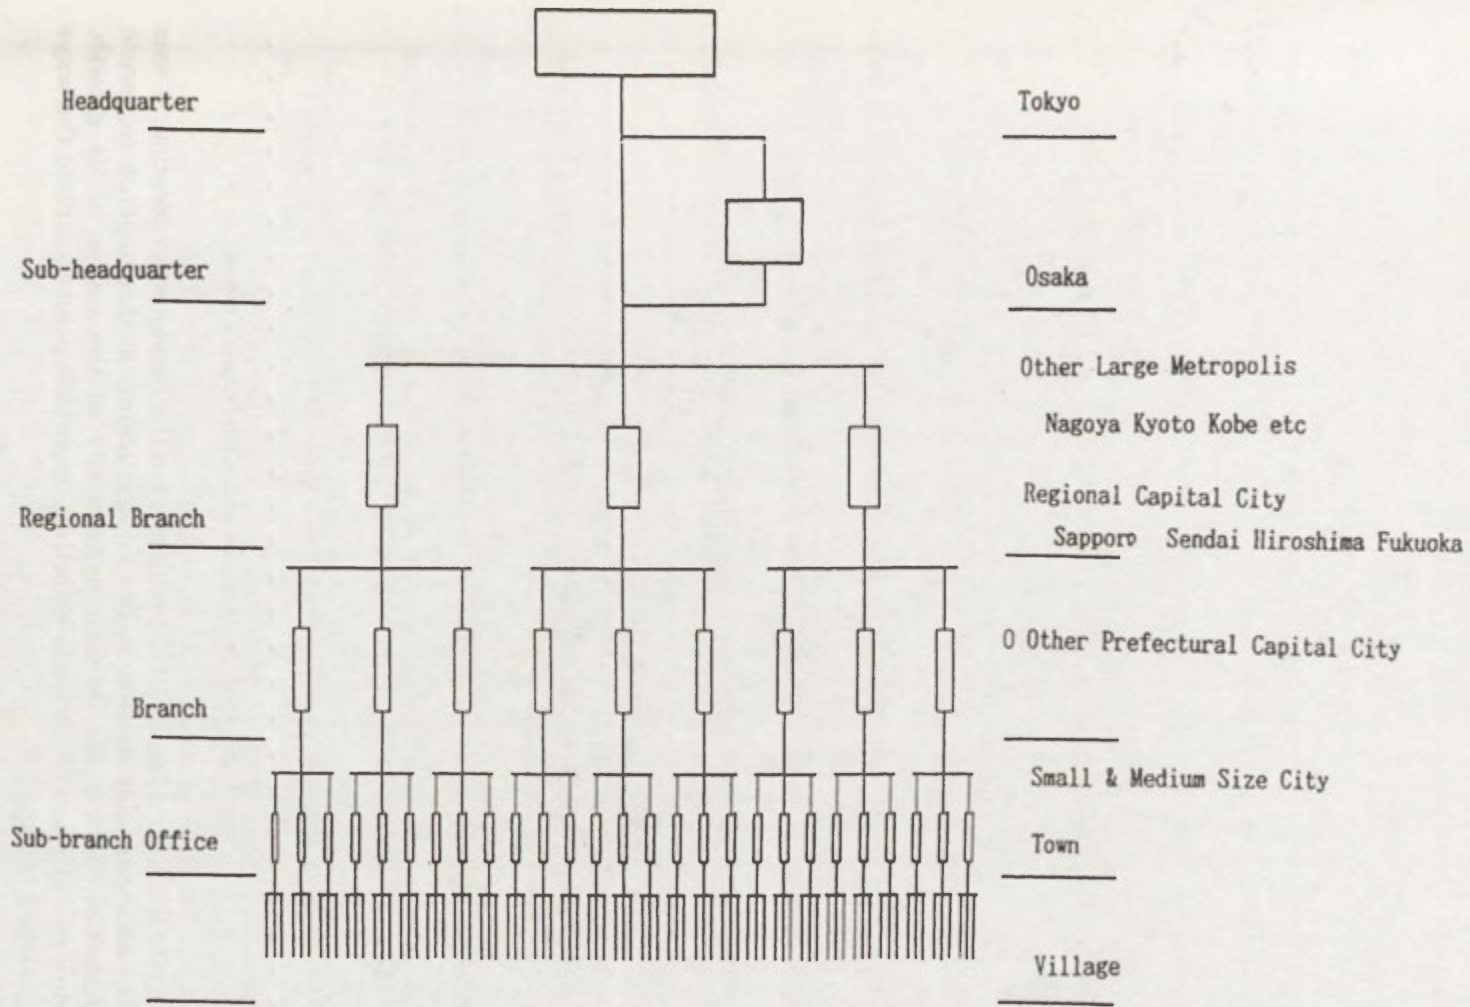 Headquarter
Tokyo
Sub-headquarter
Osaka
Other Large Metropolis
Nagoya Kyoto Kobe etc
Regional Capital City
Regional Branch
Sapporo Sendai Hiroshima Fukuoka
O Other Prefectural Capital City
Branch
Small & Medium Size City
Sub-branch Office
Town
Village